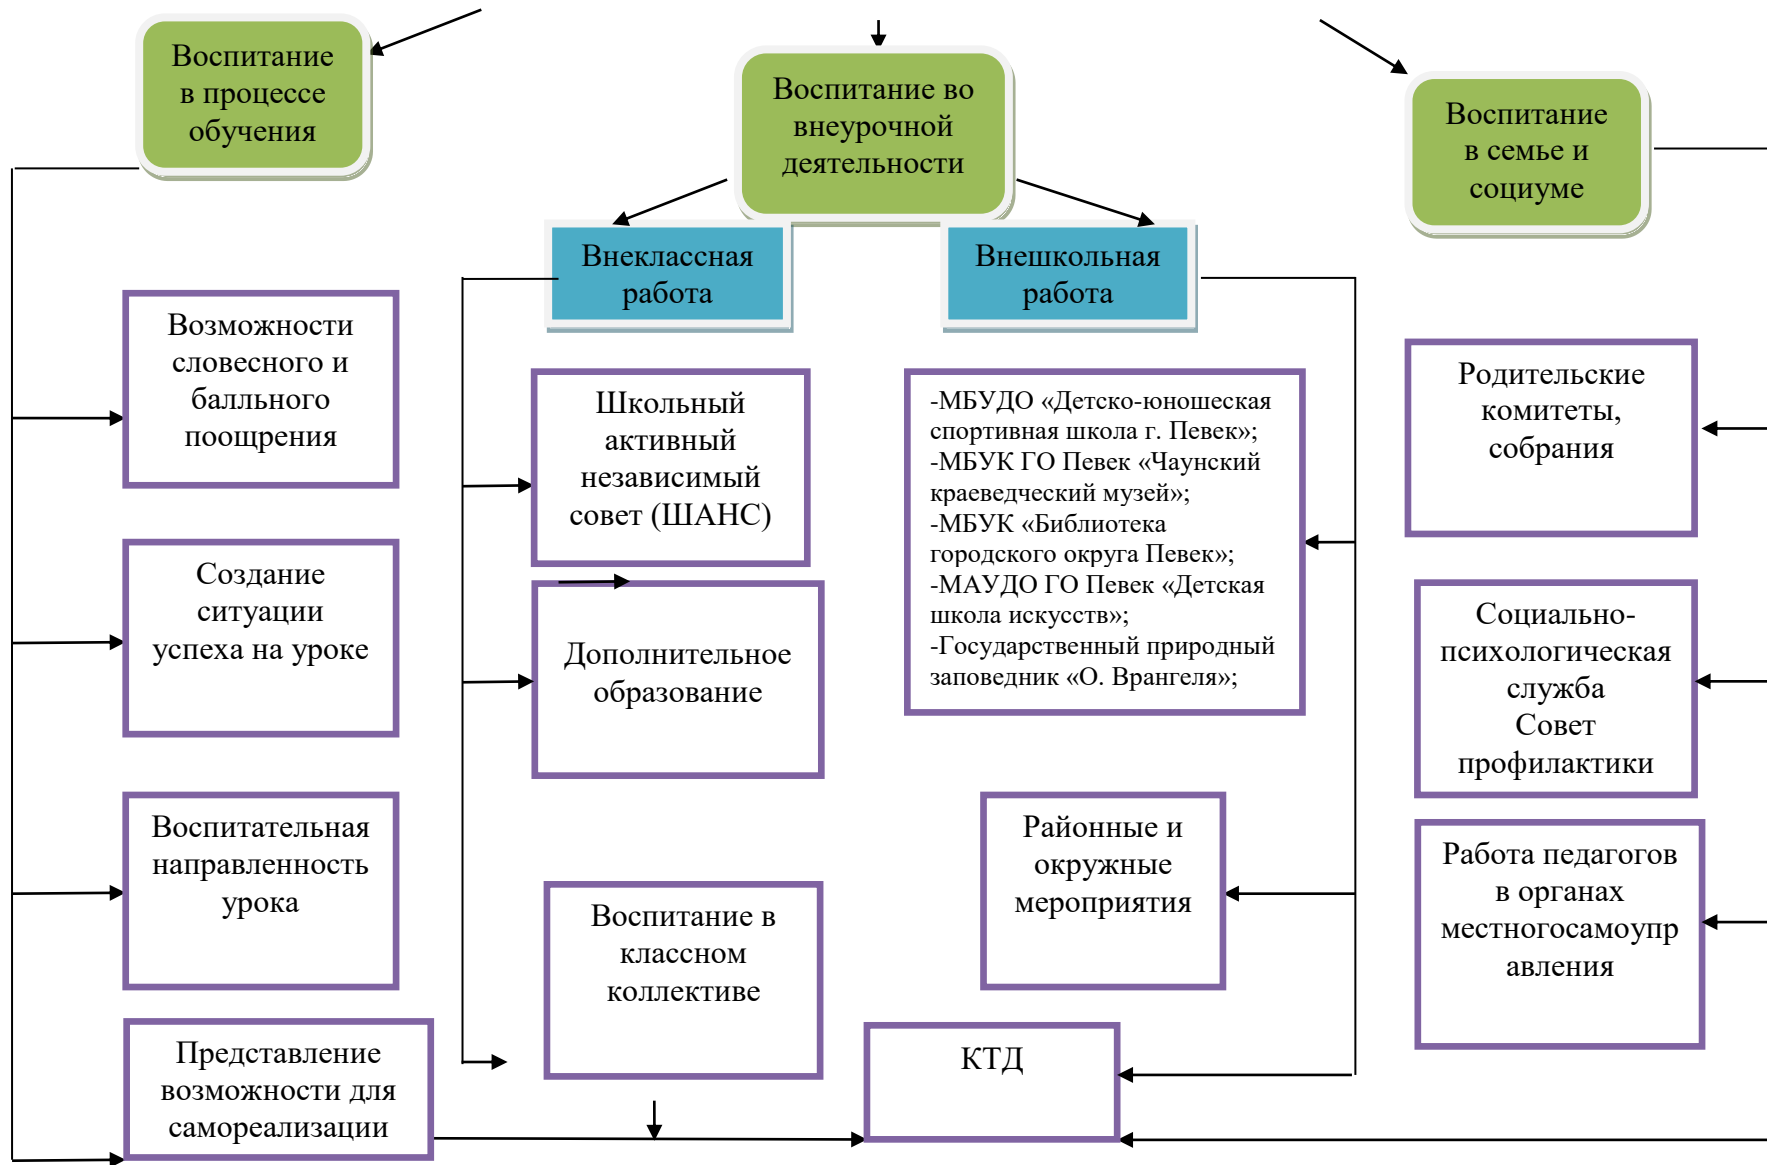 Воспитание
в процессе
обучения
Воспитание во
внеурочной
деятельности
Воспитание
в семье и
социуме
Внеклассная
работа
Внешкольная
работа
Возможности
словесного и
балльного
поощрения
Создание
ситуации
успеха на уроке
Воспитательная
направленность
урока
Представление
возможности для
самореализации
Школьный
активный
независимый
совет (ШАНС)
Дополнительное
образование
Воспитание в
классном
коллективе
-МБУДО «Детско-юношеская
спортивная школа г. Певек»;
-МБУК ГО Певек «Чаунский
краеведческий музей»;
-МБУК «Библиотека
городского округа Певек»;
-МАУДО ГО Певек «Детская
школа искусств»;
-Государственный природный
заповедник «О. Врангеля»;
Районные и
окружные
мероприятия
КТД
Родительские
комитеты,
собрания
Социально-
психологическая
служба
Совет
профилактики
Работа педагогов
в органах
местногосамоупр
авления